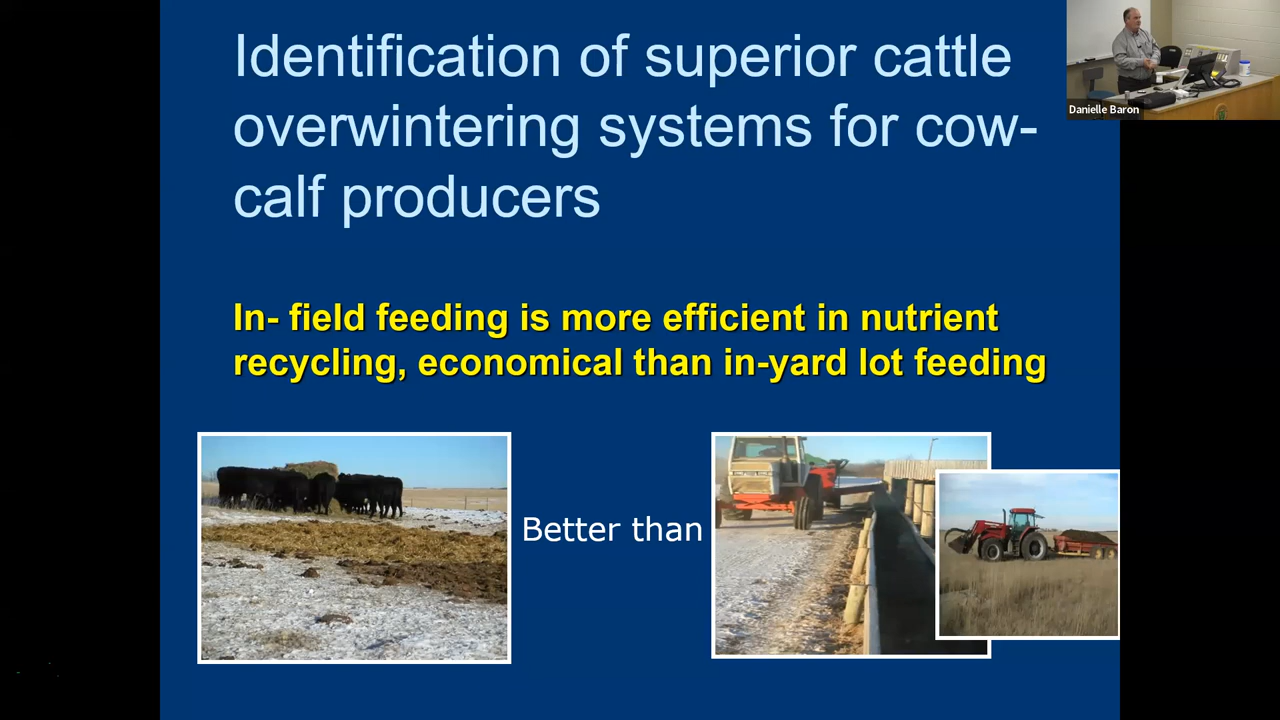 Identification of superior cattle
overwintering systems for cow-
calf producers
In- field feeding is more efficient in nutrient
recycling, economical than in-yard lot feeding
Better than
Danielle Baron